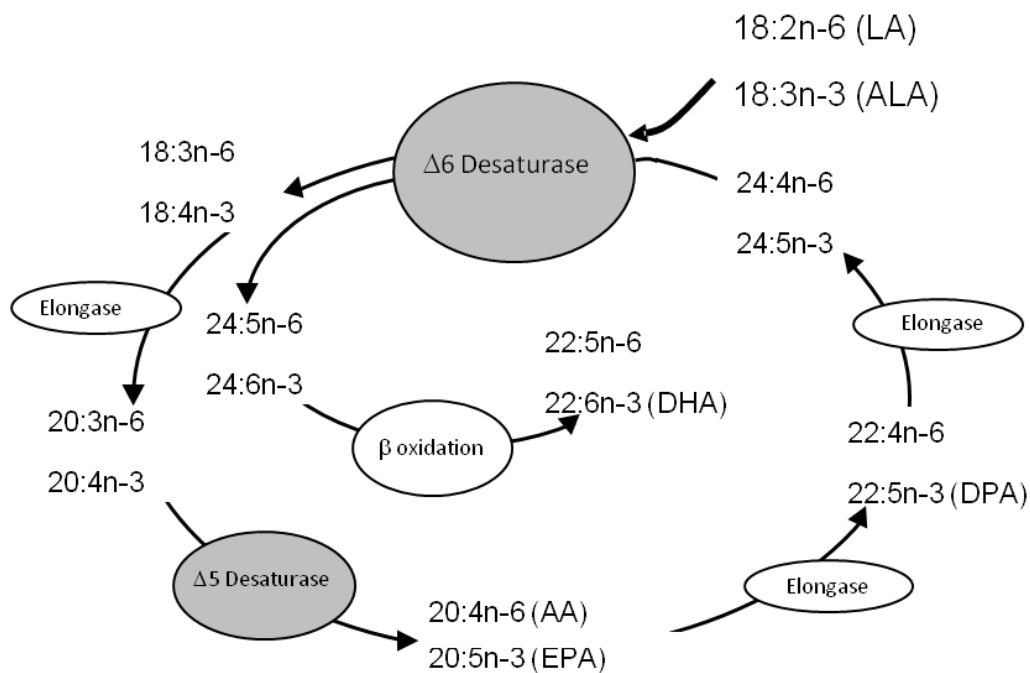 18:2n-6 (LA)
18:3n-3 (ALA)
Δ6 Desaturase
18:3n-6
18:4n-3
24:4n-6
24:5n-3
Elongase
24:5n-6
24:6n-3
Elongase
22:5n-6
22:6n-3 (DHA)
20:3n-6
20:4n-3
β oxidation
22:4n-6
22:5n-3 (DPA)
Δ5 Desaturase
Elongase
20:4n-6 (AA)
20:5n-3 (EPA)